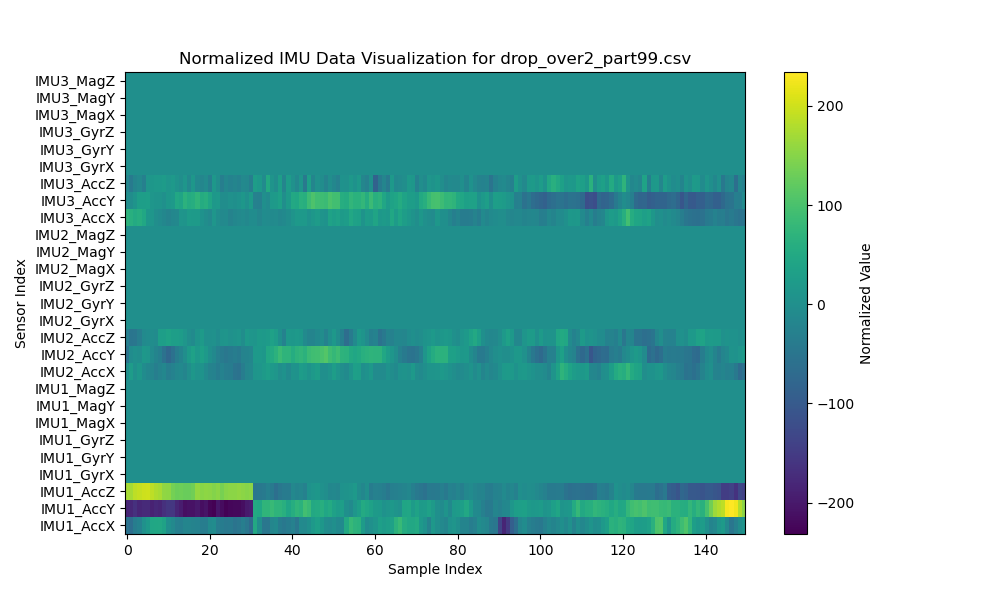 Normalized IMU Data Visualization for drop_over2_part99.csv
IMU3_MagZ
IMU3_MagY
IMU3_MagX
IMU3_GyrZ
IMU3_GyrY
IMU3_GyrX
IMU3_AccZ
IMU3_AccY
IMU3_AccX
IMU2_MagZ
IMU2_MagY
IMU2_MagX
IMU2_GyrZ
IMU2_GyrY
IMU2_GyrX
IMU2_AccZ
IMU2_AccY
IMU2_AccX
IMU1_MagZ
IMU1_MagY
IMU1_MagX
IMU1_GyrZ
IMU1_GyrY
IMU1_GyrX
IMU1_AccZ
IMU1_AccY
IMU1_AccX
Sensor Index
0 20 40 60 80 100 120 140
Sample Index
200
100
0
−100
−200
Normalized Value